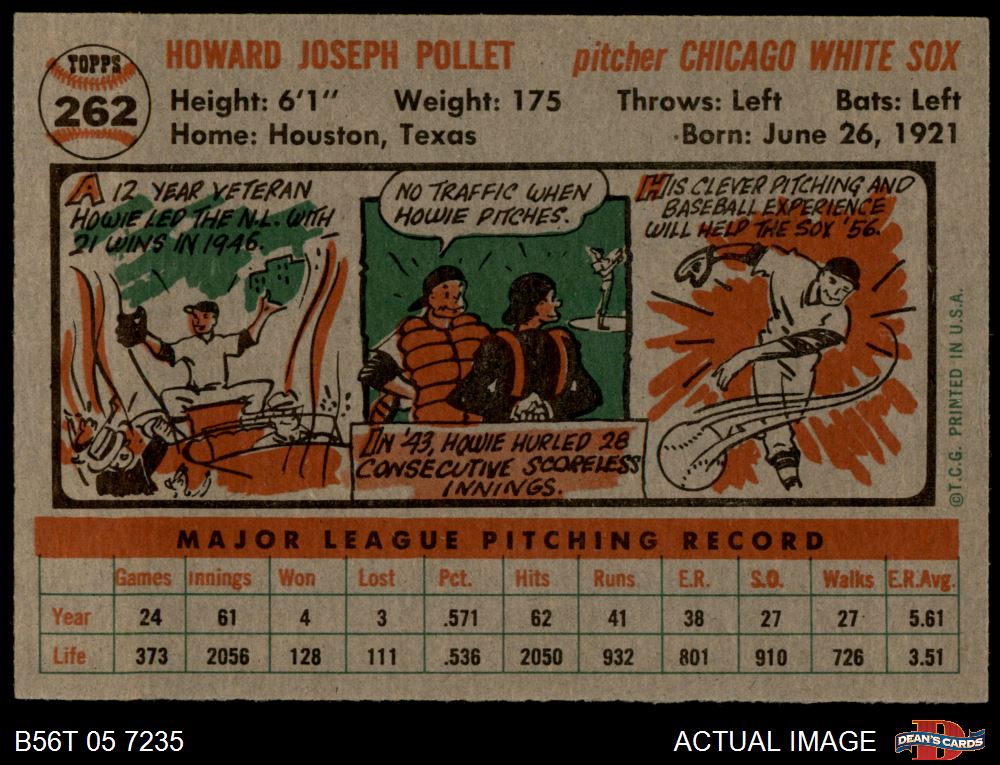 TOPPS
262
HOWARD JOSEPH POLLET
pitcher CHICAGO WHITE SOX
Height: 6'1" Weight: 175 Throws: Left Bats: Left
Home: Houston, Texas Born: June 26, 1921
A 12 YEAR VETERAN
HOWIE LED THE N.L. WITH
21 WINS IN 1946.
NO TRAFFIC WHEN
HOWIE PITCHES.
IN '43, HOWIE HURLED 28
CONSECUTIVE SCORELESS
INNINGS.
HIS CLEVER PITCHING AND
BASEBALL EXPERIENCE
WILL HELP THE SOX '56.
©T.C.G. PRINTED IN U.S.A.
MAJOR LEAGUE PITCHING RECORD
Games Innings Won Lost Pct. Hits Runs E.R. S.O. Walks E.R.Avg.
Year 24 61 4 3 .571 62 41 38 27 27 5.61
Life 373 2056 128 111 .536 2050 932 801 910 726 3.51
B56T 05 7235
ACTUAL IMAGE
DEAN'S CARDS